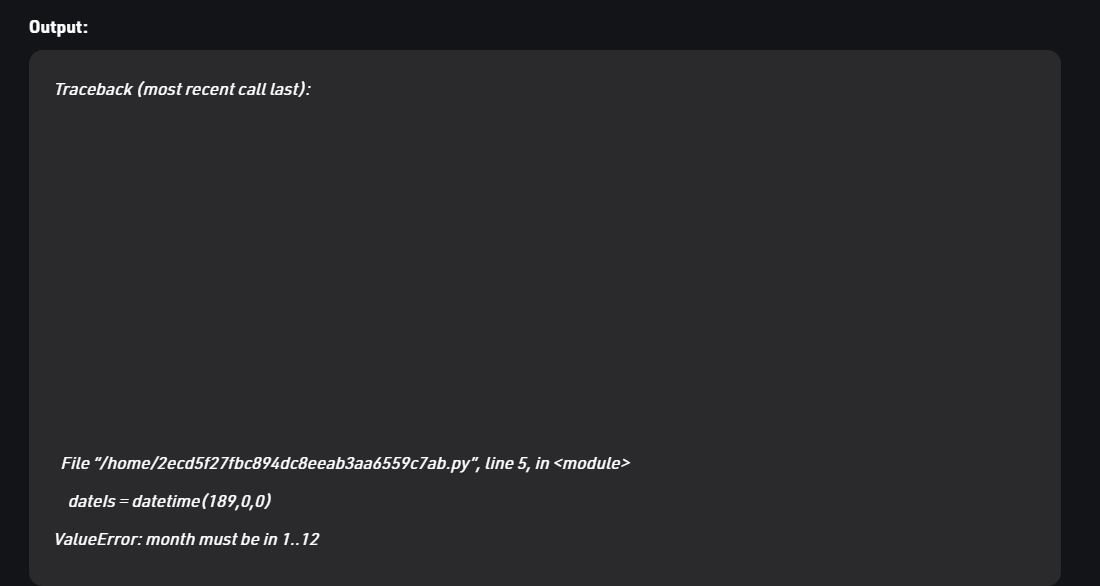 Output:
Traceback (most recent call last):
File “/home/2ecd5f27fbc894dc8eeab3aa6559c7ab.py”, line 5, in <module>
dateIs = datetime(189,0,0)
ValueError: month must be in 1..12